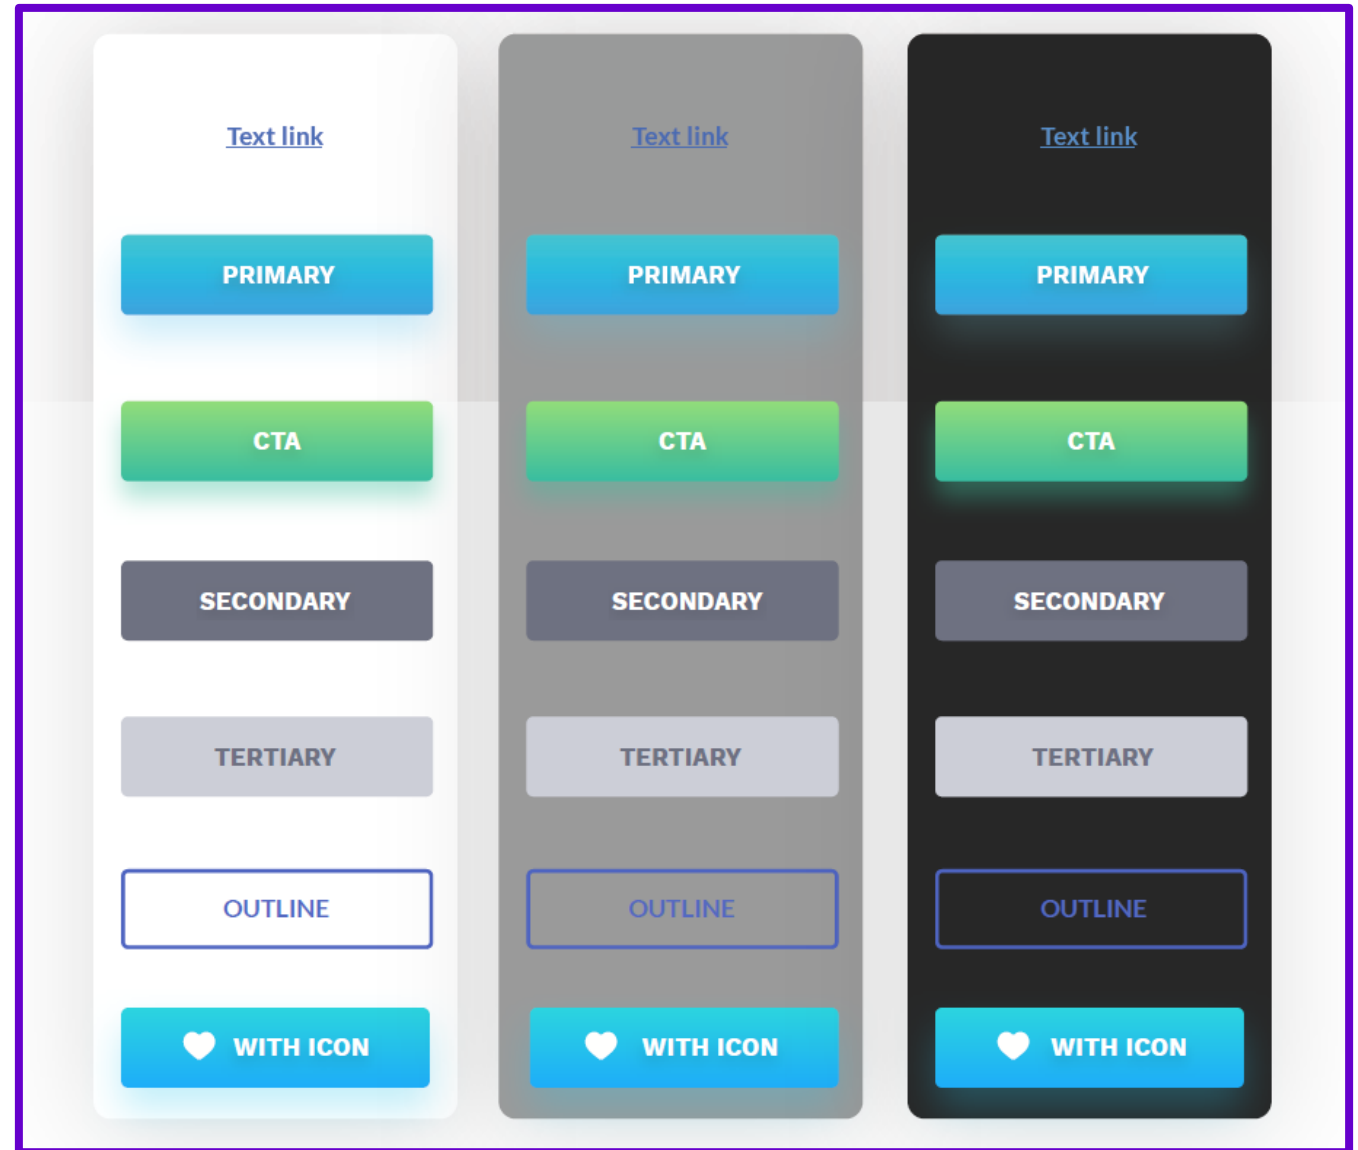 Text link
PRIMARY
CTA
SECONDARY
TERTIARY
OUTLINE
WITH ICON
Text link
PRIMARY
CTA
SECONDARY
TERTIARY
OUTLINE
WITH ICON
Text link
PRIMARY
CTA
SECONDARY
TERTIARY
OUTLINE
WITH ICON